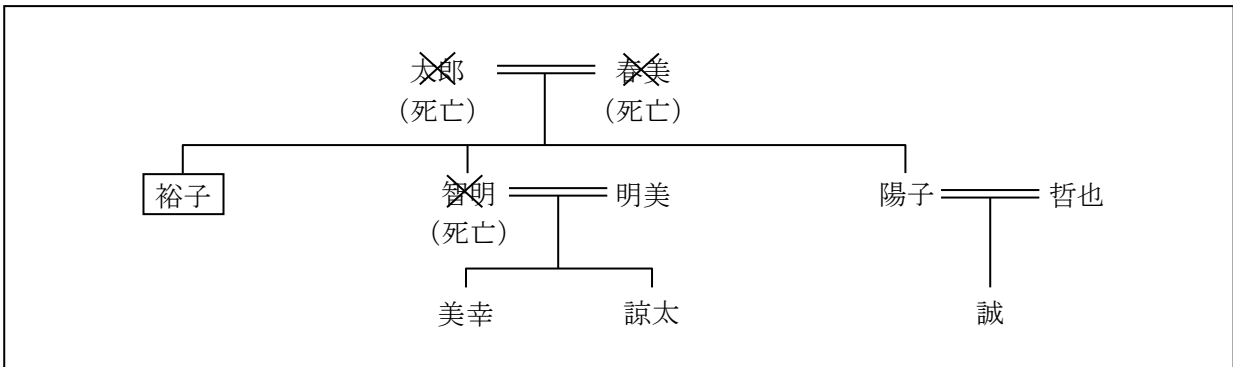 太郎 春美
(死亡) (死亡)
裕子 智明 明美 陽子 哲也
(死亡)
美幸 諒太 誠